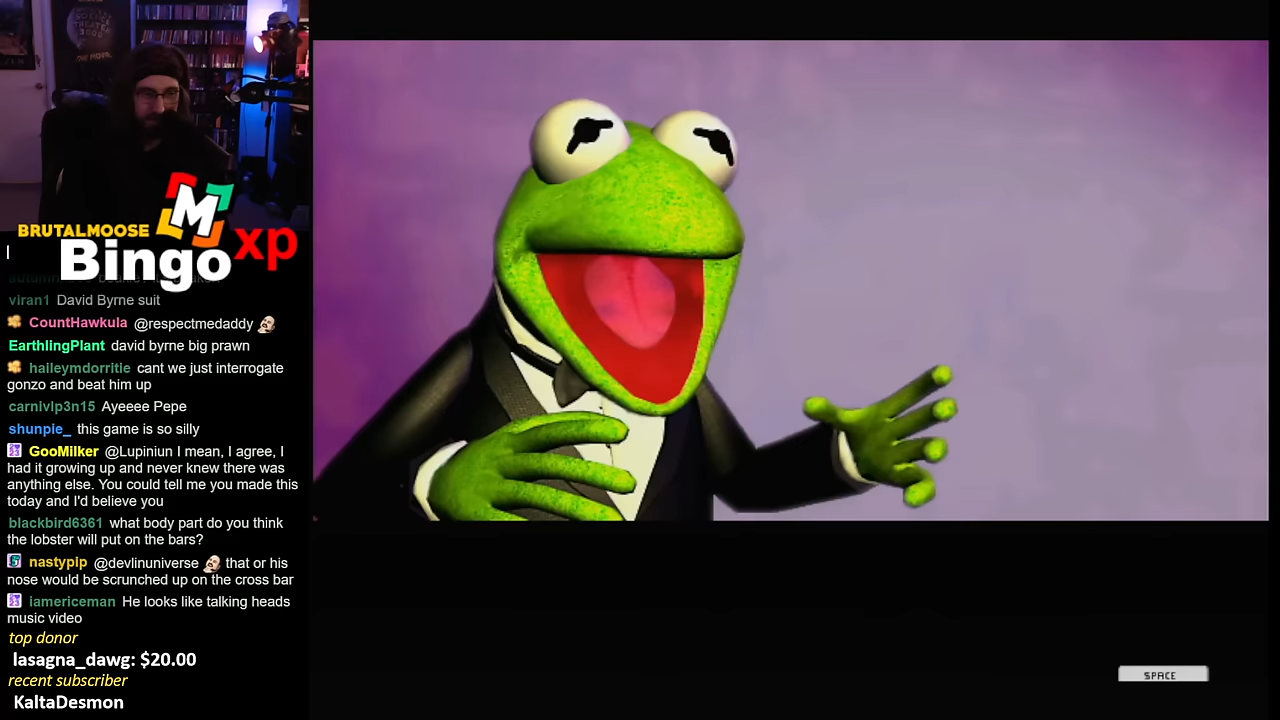 THE MOVIE
BRUTALMOOSE
M
Bingo xp
viran1 David Byrne suit
CountHawkula @respectmedaddy
EarthlingPlant david byrne big prawn
haileymdorritie cant we just interrogate
gonzo and beat him up
carnivlp3n15 Ayeeee Pepe
shunpie_ this game is so silly
GooMilker @Lupiniun I mean, I agree, I
had it growing up and never knew there was
anything else. You could tell me you made this
today and I'd believe you
blackbird6361 what body part do you think
the lobster will put on the bars?
nastypip @devlinuniverse that or his
nose would be scrunched up on the cross bar
iamericeman He looks like talking heads
music video
top donor
lasagna_dawg: $20.00
recent subscriber
KaltaDesmon
SPACE